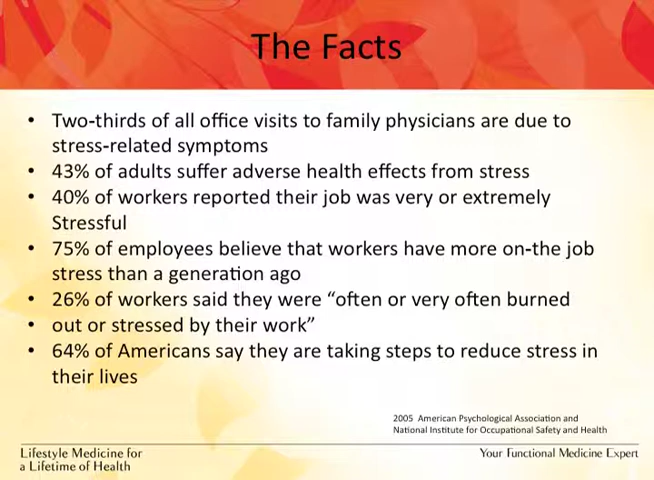 The Facts
• Two-thirds of all office visits to family physicians are due to
stress-related symptoms
• 43% of adults suffer adverse health effects from stress
• 40% of workers reported their job was very or extremely
Stressful
• 75% of employees believe that workers have more on-the job
stress than a generation ago
• 26% of workers said they were “often or very often burned
• out or stressed by their work”
• 64% of Americans say they are taking steps to reduce stress in
their lives
2005 American Psychological Association and
National Institute for Occupational Safety and Health
Lifestyle Medicine for
a Lifetime of Health
Your Functional Medicine Expert